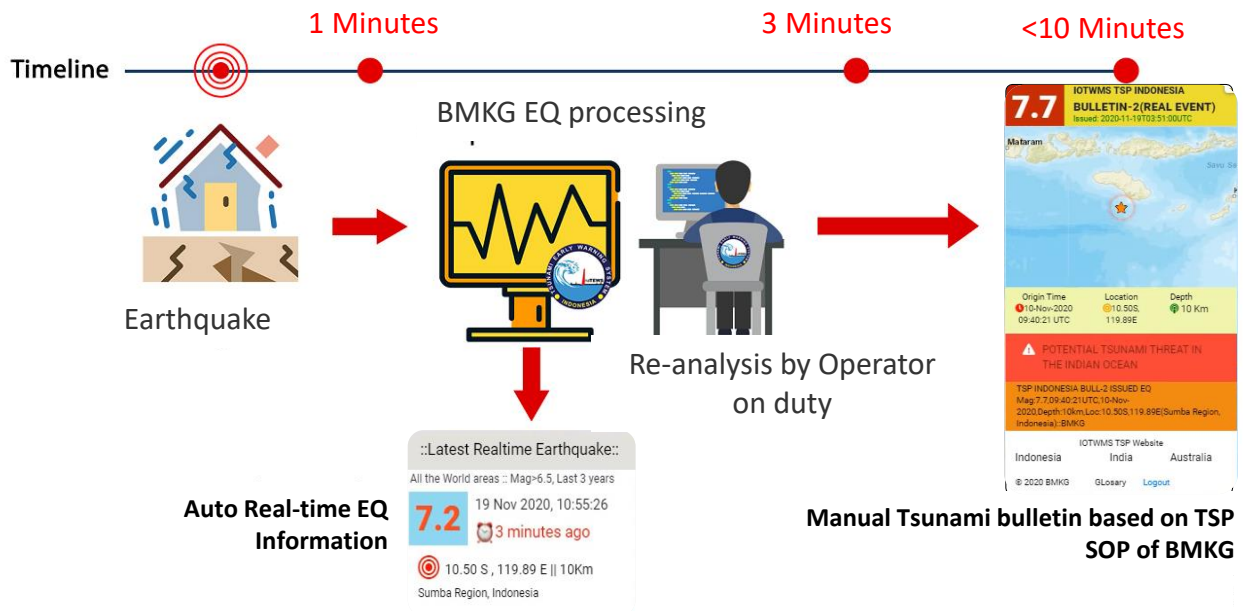 1 Minutes
3 Minutes
<10 Minutes
Timeline
BMKG EQ processing
Earthquake
Re-analysis by Operator
on duty
::Latest Realtime Earthquake::
All the World areas :: Mag>6.5, Last 3 years
7.2
19 Nov 2020, 10:55:26
3 minutes ago
10.50 S , 119.89 E || 10Km
Sumba Region, Indonesia
Auto Real-time EQ
Information
TSUNAMI EARLY WARNING SYSTEM
INDONESIA
7.7
IOTWMS TSP INDONESIA
BULLETIN-2(REAL EVENT)
Issued: 2020-11-19T03:51:00UTC
Mataram
Origin Time
Location
Depth
10-Nov-2020
10.50S,
10 Km
09:40:21 UTC
119.89E
POTENTIAL TSUNAMI THREAT IN
THE INDIAN OCEAN
TSP INDONESIA BULL-2 ISSUED EQ
Mag:7.7,09:40:21UTC,10-Nov-
2020,Depth:10km,Loc:10.50S,119.89E(Sumba Region,
Indonesia)::BMKG
IOTWMS TSP Website
Indonesia
India
Australia
© 2020 BMKG
GLosary
Logout
Manual Tsunami bulletin based on TSP
SOP of BMKG